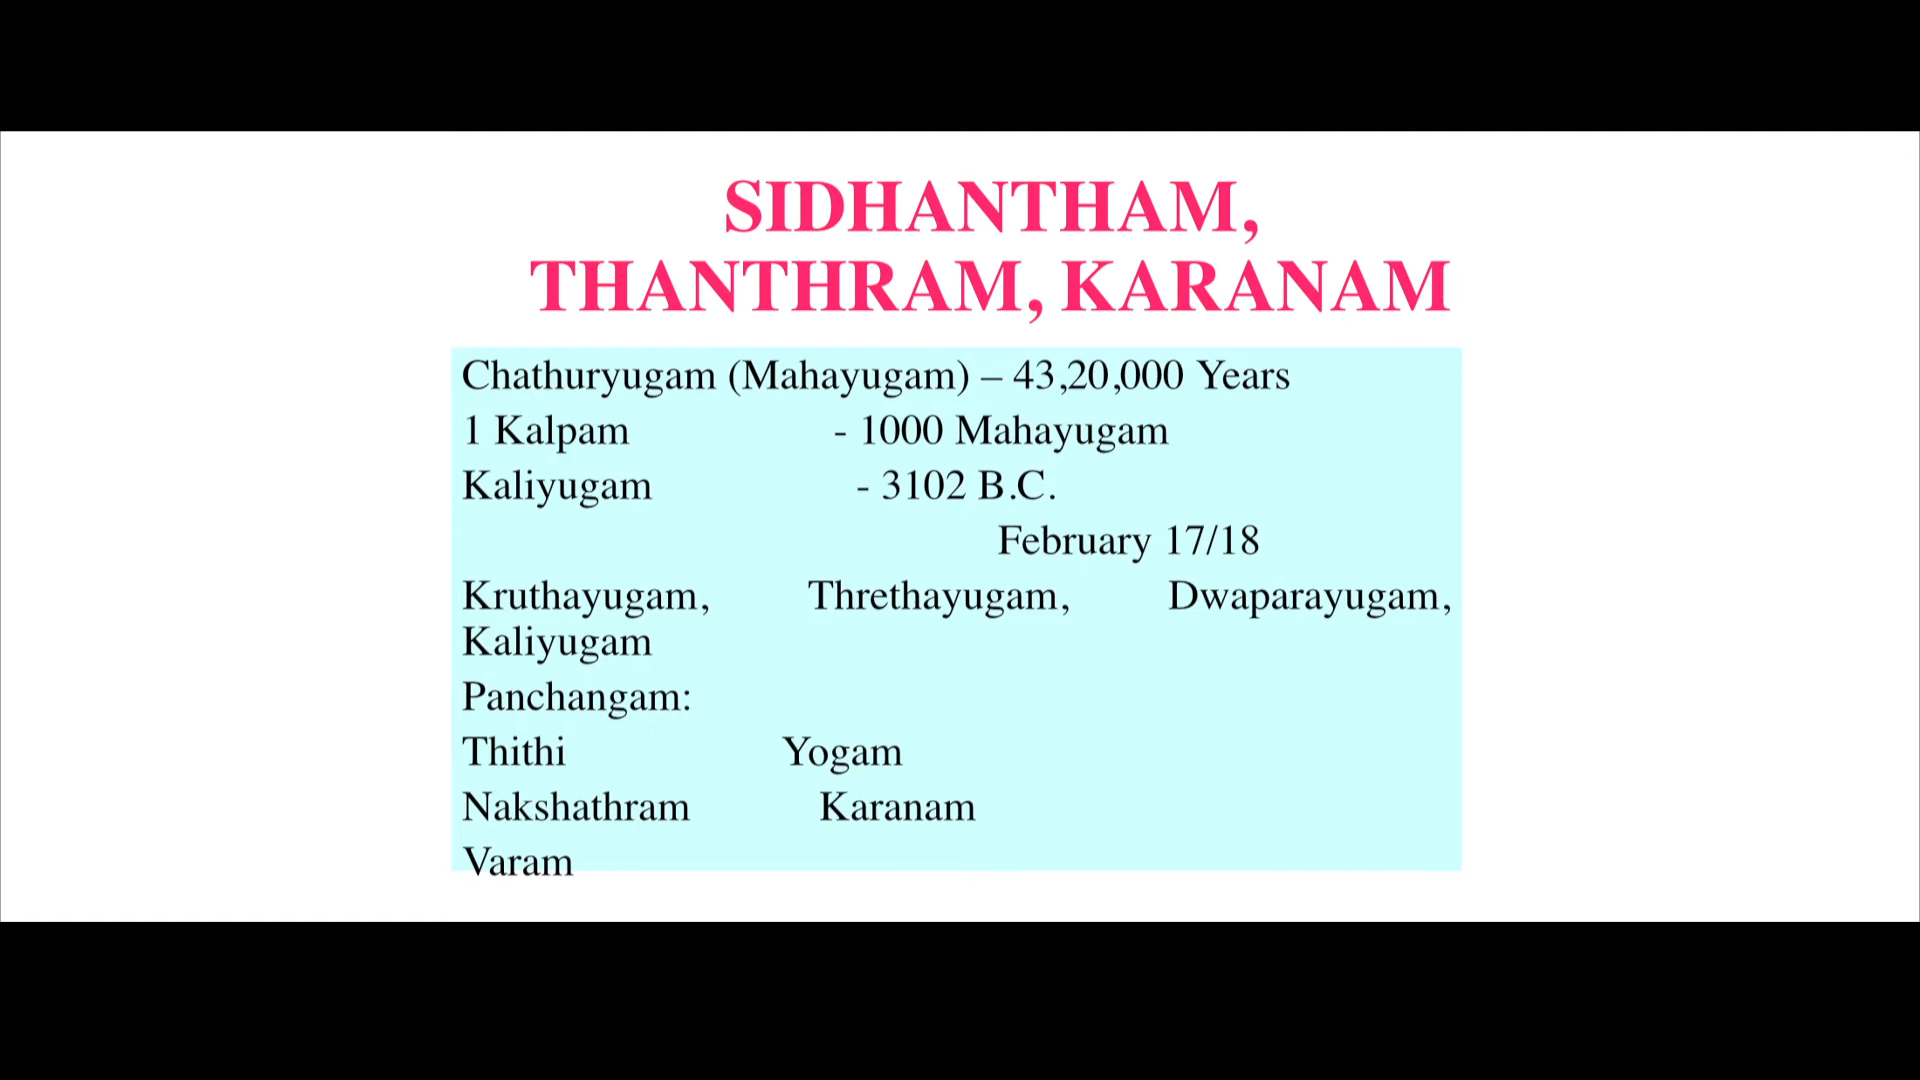 SIDHANTHAM,
THANTHRAM, KARANAM
Chathuryugam (Mahayugam) – 43,20,000 Years
1 Kalpam - 1000 Mahayugam
Kaliyugam - 3102 B.C.
February 17/18
Kruthayugam, Threthayugam, Dwaparayugam,
Kaliyugam
Panchangam:
Thithi Yogam
Nakshathram Karanam
Varam